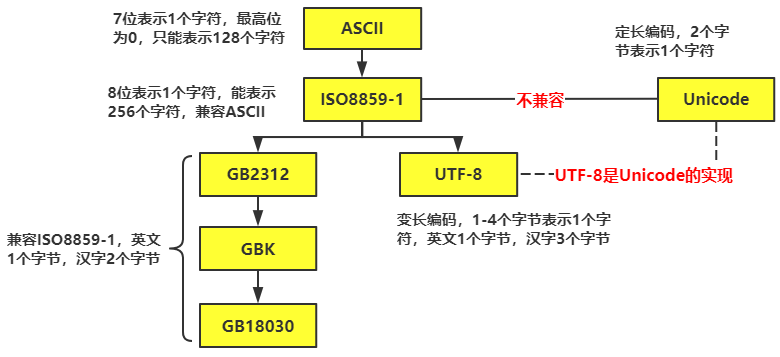 7位表示1个字符，最高位
为0，只能表示128个字符
ASCII
定长编码，2个字
节表示1个字符
8位表示1个字符，能表示
256个字符，兼容ASCII
ISO8859-1
不兼容
Unicode
GB2312
UTF-8
UTF-8是Unicode的实现
变长编码，1-4个字节表示1个字
符，英文1个字节，汉字3个字节
兼容ISO8859-1，英文
1个字节，汉字2个字节
GBK
GB18030